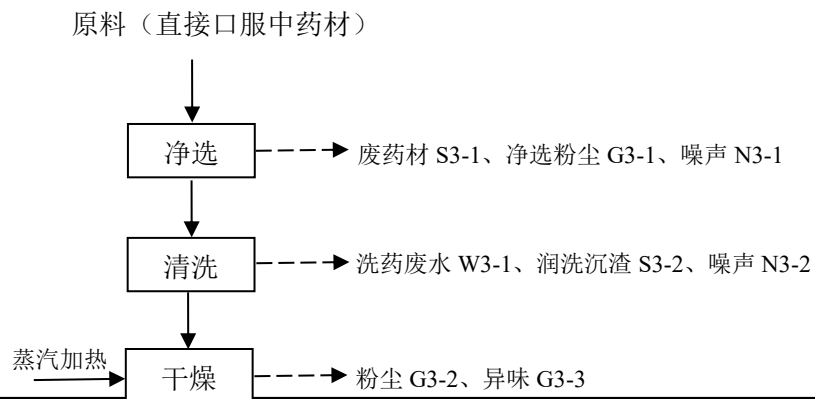 原料（直接口服中药材）
净选
废药材 S3-1、净选粉尘 G3-1、噪声 N3-1
清洗
洗药废水 W3-1、润洗沉渣 S3-2、噪声 N3-2
蒸汽加热
干燥
粉尘 G3-2、异味 G3-3